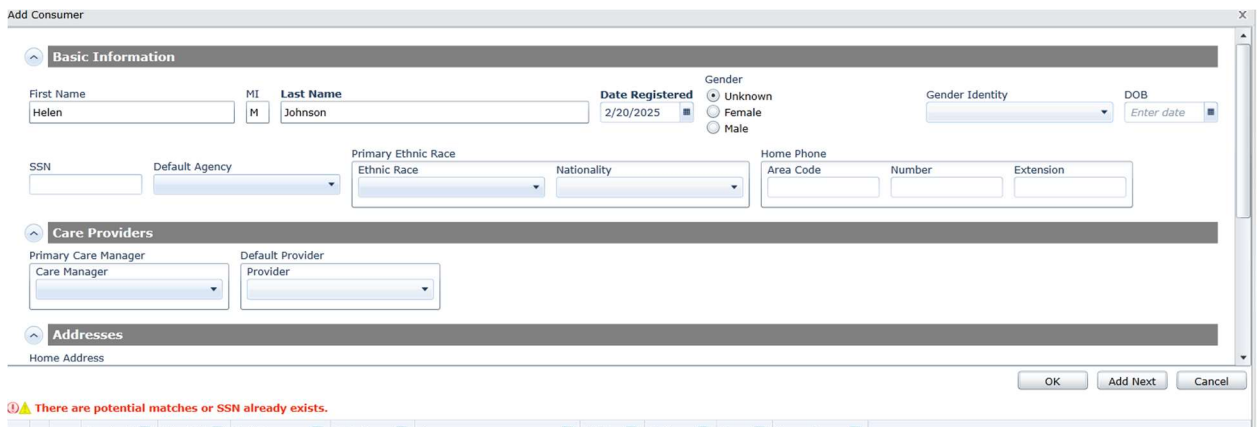 Add Consumer X
Basic Information
Gender
First Name MI Last Name Date Registered Unknown Gender Identity DOB
Helen M Johnson 2/20/2025 Female Enter date
Male
Primary Ethnic Race Home Phone
SSN Default Agency Ethnic Race Nationality Area Code Number Extension
Care Providers
Primary Care Manager Default Provider
Care Manager Provider
Addresses
Home Address
OK Add Next Cancel
There are potential matches or SSN already exists.